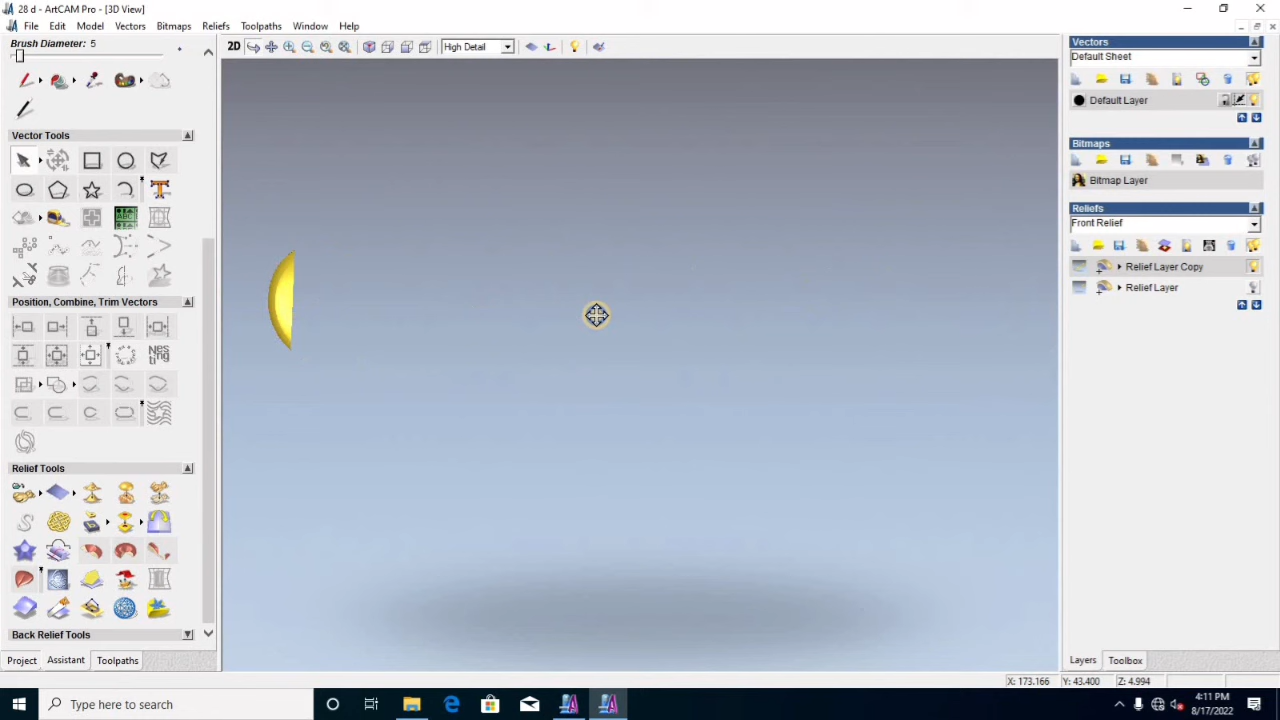 28 d - ArtCAM Pro - [3D View]
File Edit Model Vectors Bitmaps Reliefs Toolpaths Window Help
Brush Diameter: 5
2D
High Detail
Vector Tools
Position, Combine, Trim Vectors
Relief Tools
Back Relief Tools
Project Assistant Toolpaths
Vectors
Default Sheet
Default Layer
Bitmaps
Bitmap Layer
Reliefs
Front Relief
Relief Layer Copy
Relief Layer
Layers Toolbox
X: 173.166 Y: 43.400 Z: 4.994
Type here to search
4:11 PM
8/17/2022